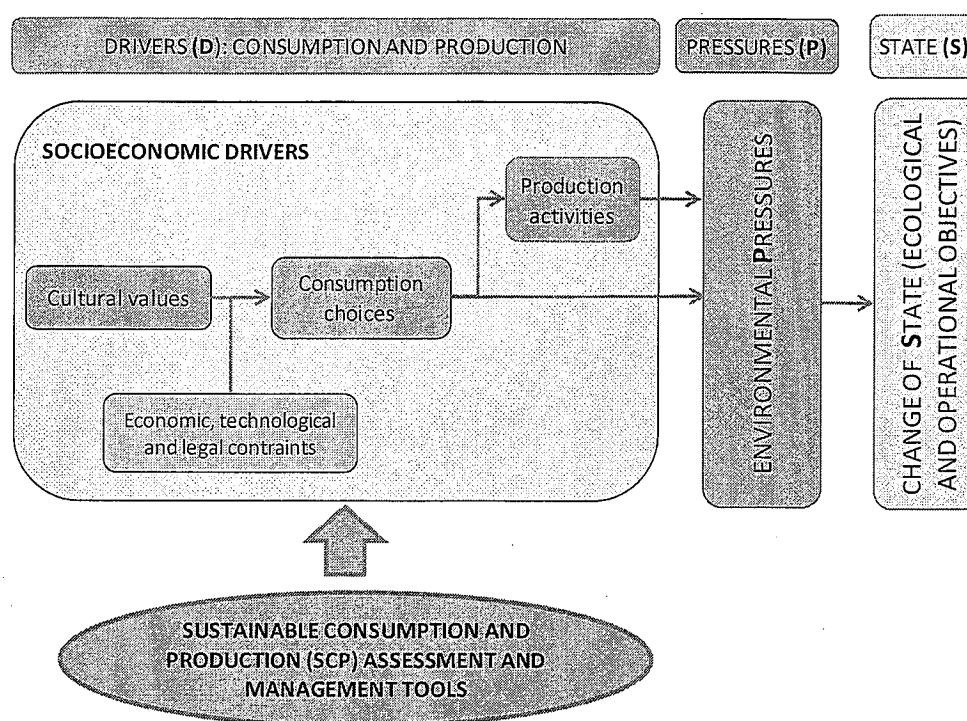 DRIVERS (D): CONSUMPTION AND PRODUCTION
PRESSURES (P)
STATE (S)
SOCIOECONOMIC DRIVERS
Production
activities
Cultural values
Consumption
choices
Economic, technological
and legal contraints
ENVIRONMENTAL PRESSURES
CHANGE OF STATE (ECOLOGICAL
AND OPERATIONAL OBJECTIVES)
SUSTAINABLE CONSUMPTION AND
PRODUCTION (SCP) ASSESSMENT AND
MANAGEMENT TOOLS